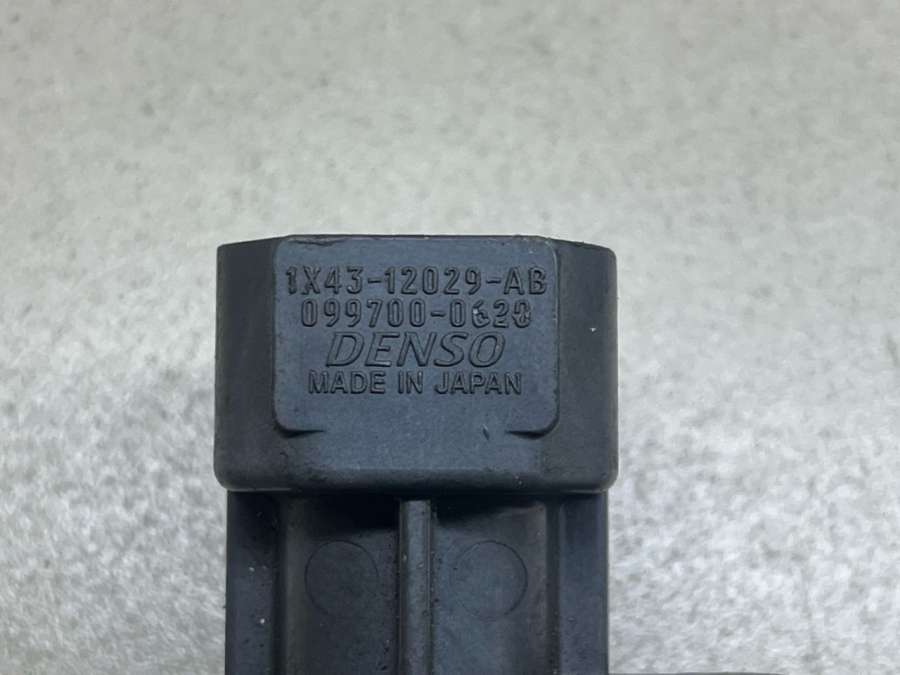 1X43-12029-AB
099700-0620
DENSO
MADE IN JAPAN